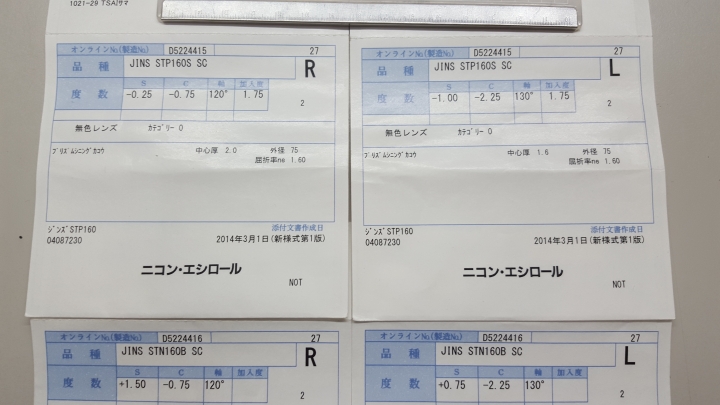 1021-29 TSAIｻﾏ
オンラインNo.(製造No.) D5224415 27
品種 JINS STP160S SC R
S C 軸 加入度
度数 -0.25 -0.75 120° 1.75 2
無色レンズ ｶﾃｺﾞﾘｰ 0
ﾌﾟﾘｽﾞﾑｼﾆﾝｸﾞｶｺｳ 中心厚 2.0 外径 75
屈折率ne 1.60
ｼﾞﾝｽﾞSTP160 添付文書作成日
04087230 2014年3月1日(新様式第1版)
ニコン・エシロール
NOT
オンラインNo.(製造No.) D5224415 27
品種 JINS STP160S SC L
S C 軸 加入度
度数 -1.00 -2.25 130° 1.75 2
無色レンズ ｶﾃｺﾞﾘｰ 0
ﾌﾟﾘｽﾞﾑｼﾆﾝｸﾞｶｺｳ 中心厚 1.6 外径 75
屈折率ne 1.60
ｼﾞﾝｽﾞSTP160 添付文書作成日
04087230 2014年3月1日(新様式第1版)
ニコン・エシロール
NOT
オンラインNo.(製造No.) D5224416 27
品種 JINS STN160B SC R
S C 軸 加入度
度数 +1.50 -0.75 120° 2
オンラインNo.(製造No.) D5224416 27
品種 JINS STN160B SC L
S C 軸 加入度
度数 +0.75 -2.25 130° 2